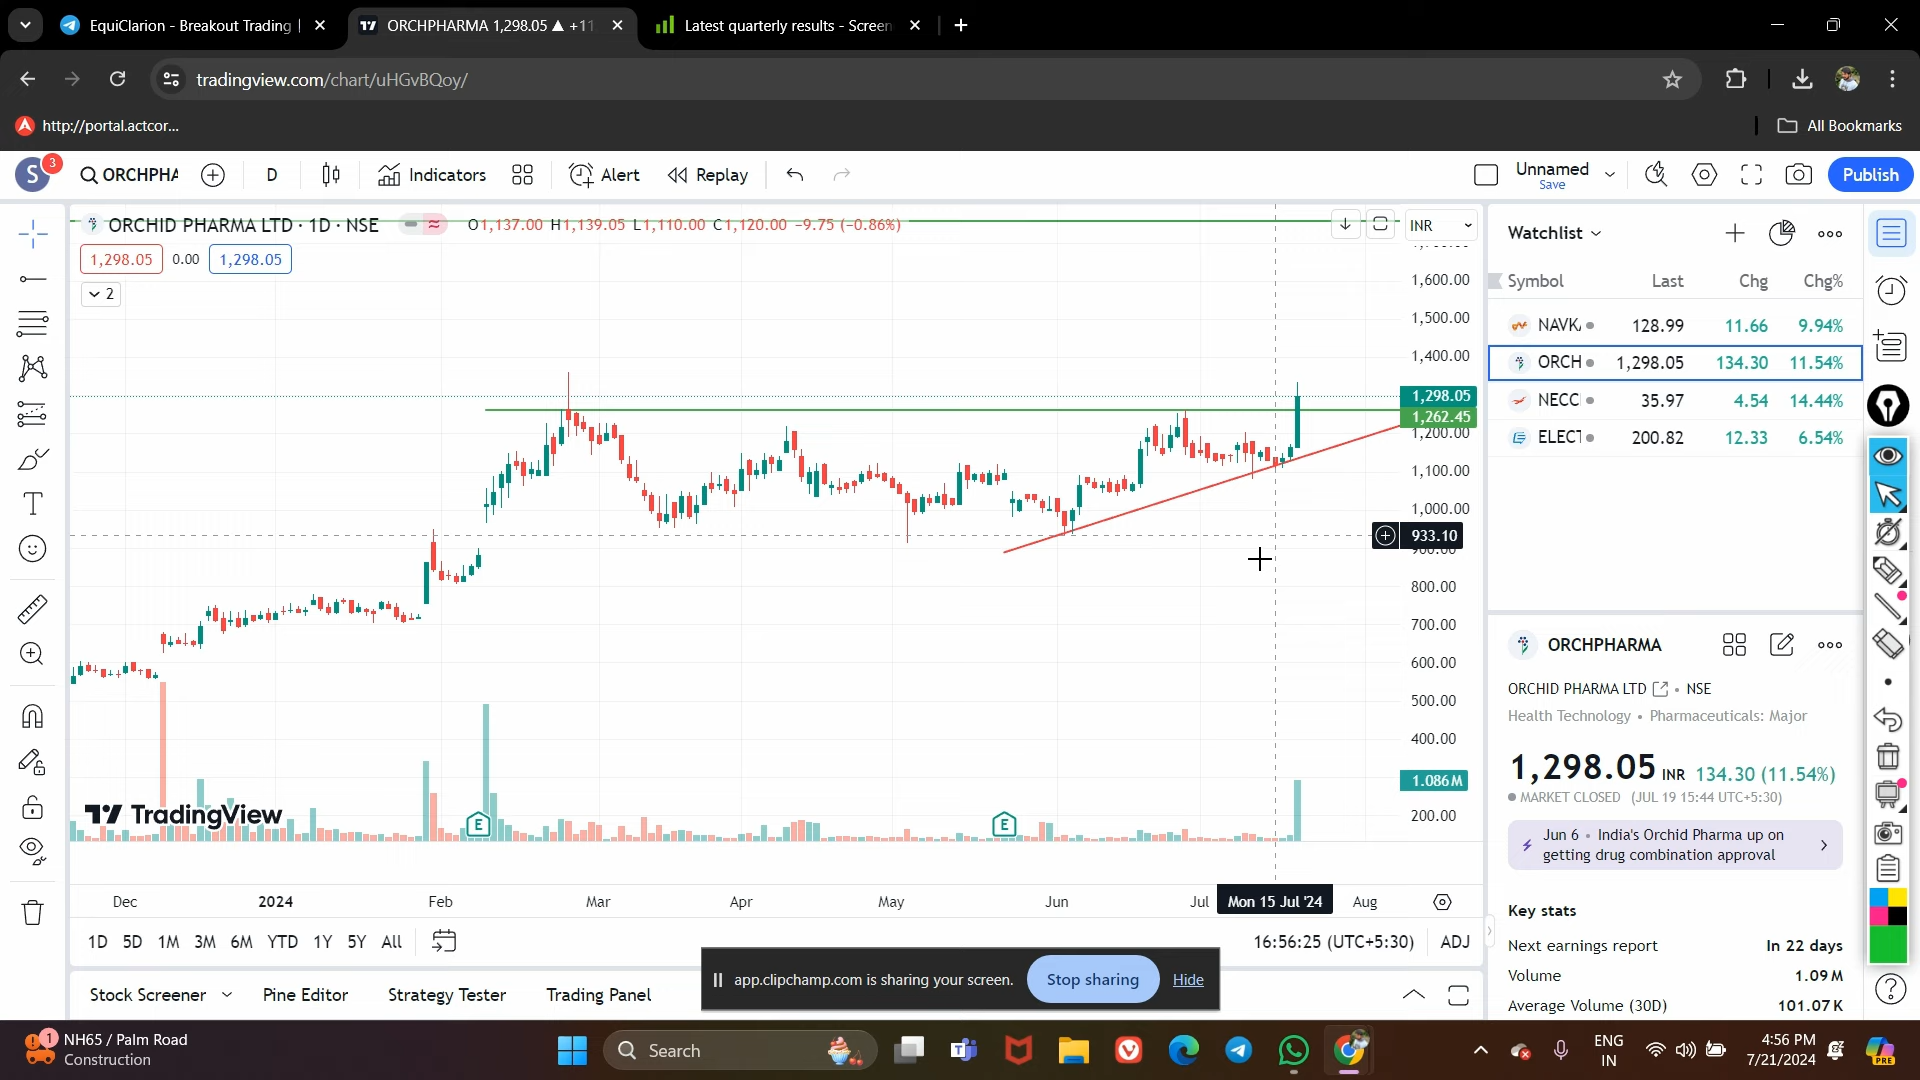 EquiClarion - Breakout Trading |
ORCHPHARMA 1,298.05 ▲ +11
Latest quarterly results - Screen
tradingview.com/chart/uHGvBQoy/
http://portal.actcor...
All Bookmarks
S 3
ORCHPHA
D
Indicators
Alert
Replay
Unnamed
Save
Publish
ORCHID PHARMA LTD · 1D · NSE
O1,137.00 H1,139.05 L1,110.00 C1,120.00 -9.75 (-0.86%)
INR
1,298.05 0.00 1,298.05
2
1,600.00
1,500.00
1,400.00
1,298.05
1,262.45
1,200.00
1,100.00
1,000.00
933.10
900.00
800.00
700.00
600.00
500.00
400.00
1.086M
200.00
TradingView
E
E
Dec 2024 Feb Mar Apr May Jun Jul Mon 15 Jul '24 Aug
1D 5D 1M 3M 6M YTD 1Y 5Y All
16:56:25 (UTC+5:30) ADJ
Stock Screener Pine Editor Strategy Tester Trading Panel
app.clipchamp.com is sharing your screen. Stop sharing Hide
Watchlist
Symbol Last Chg Chg%
NAVK 128.99 11.66 9.94%
ORCH 1,298.05 134.30 11.54%
NECC 35.97 4.54 14.44%
ELECT 200.82 12.33 6.54%
ORCHPHARMA
ORCHID PHARMA LTD • NSE
Health Technology • Pharmaceuticals: Major
1,298.05 INR 134.30 (11.54%)
MARKET CLOSED (JUL 19 15:44 UTC+5:30)
Jun 6 • India's Orchid Pharma up on
getting drug combination approval
Key stats
Next earnings report In 22 days
Volume 1.09M
Average Volume (30D) 101.07K
1
NH65 / Palm Road
Construction
Search
ENG
IN
4:56 PM
7/21/2024
PRE